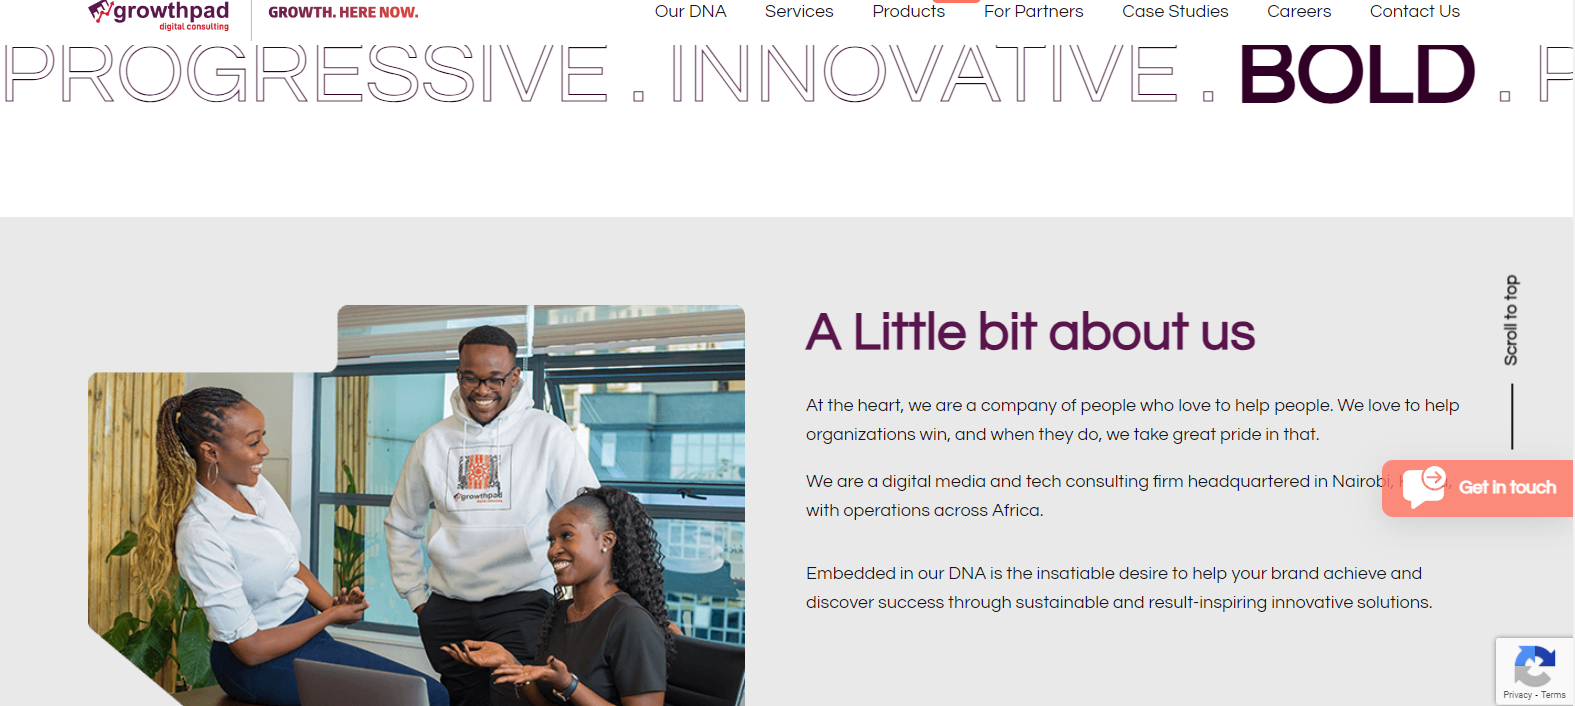 growthpad
digital consulting
GROWTH. HERE NOW.
Our DNA
Services
Products
For Partners
Case Studies
Careers
Contact Us
PROGRESSIVE . INNOVATIVE . BOLD . P
A Little bit about us
At the heart, we are a company of people who love to help people. We love to help
organizations win, and when they do, we take great pride in that.
We are a digital media and tech consulting firm headquartered in Nairobi,
with operations across Africa.
Embedded in our DNA is the insatiable desire to help your brand achieve and
discover success through sustainable and result-inspiring innovative solutions.
Scroll to top
Get in touch
growthpad
Privacy - Terms